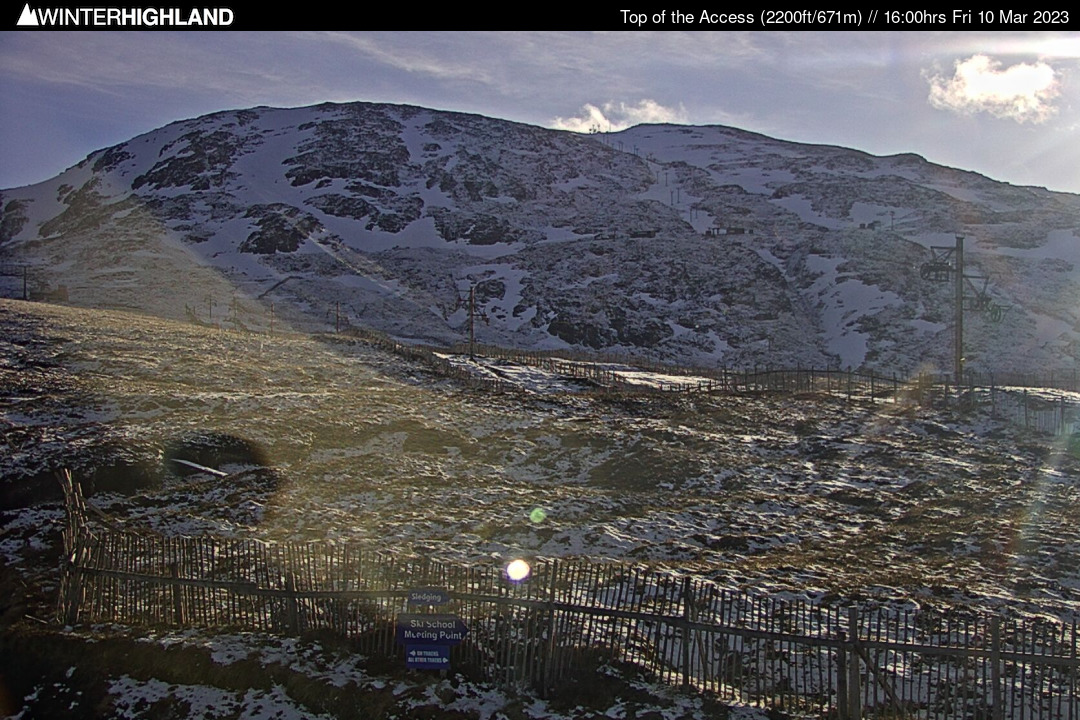 WINTERHIGHLAND
Top of the Access (2200ft/671m) // 16:00hrs Fri 10 Mar 2023
Sledging
Ski School
Meeting Point